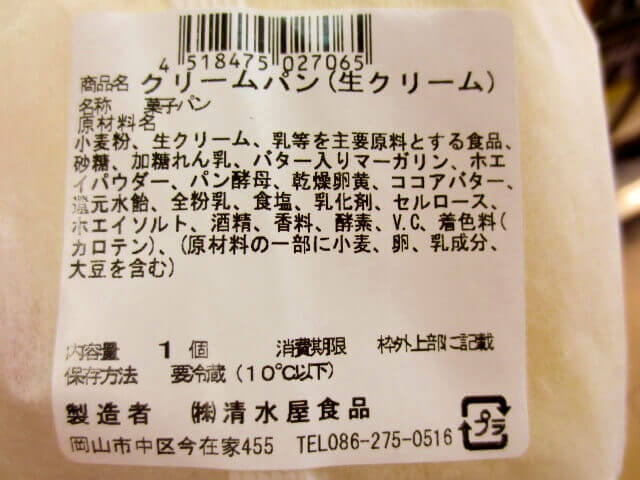 4 518475 027065
商品名 クリームパン(生クリーム)
名称 菓子パン
原材料名
小麦粉、生クリーム、乳等を主要原料とする食品、
砂糖、加糖れん乳、バター入りマーガリン、ホエ
イパウダー、パン酵母、乾燥卵黄、ココアバター、
還元水飴、全粉乳、食塩、乳化剤、セルロース、
ホエイソルト、酒精、香料、酵素、V.C、着色料(
カロテン)、(原材料の一部に小麦、卵、乳成分、
大豆を含む)
内容量 1 個 消費期限 枠外上部に記載
保存方法 要冷蔵(10℃以下)
製造者 ㈱清水屋食品
岡山市中区今在家455 TEL086-275-0516
プラ